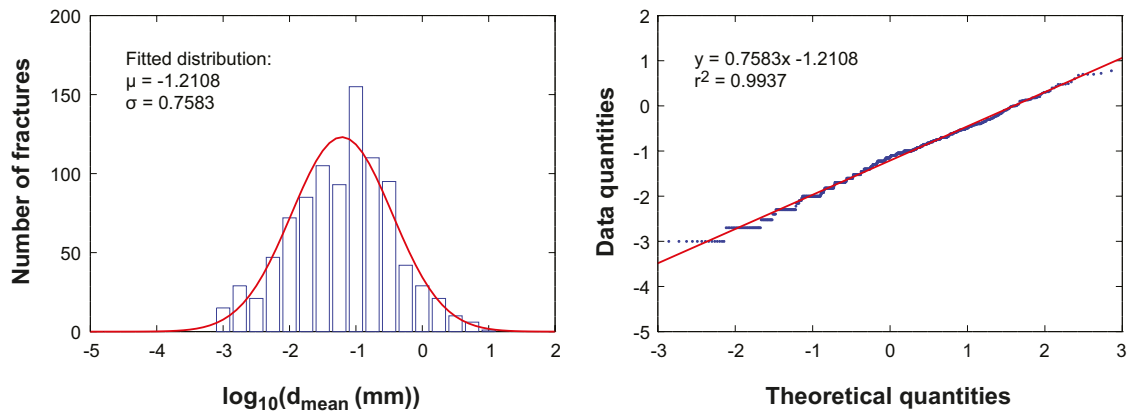 200
150
100
50
0
Number of fractures
Fitted distribution:
μ = -1.2108
σ = 0.7583
-5 -4 -3 -2 -1 0 1 2
log10(dmean (mm))
2
1
0
-1
-2
-3
-4
-5
Data quantities
y = 0.7583x -1.2108
r2 = 0.9937
-3 -2 -1 0 1 2 3
Theoretical quantities